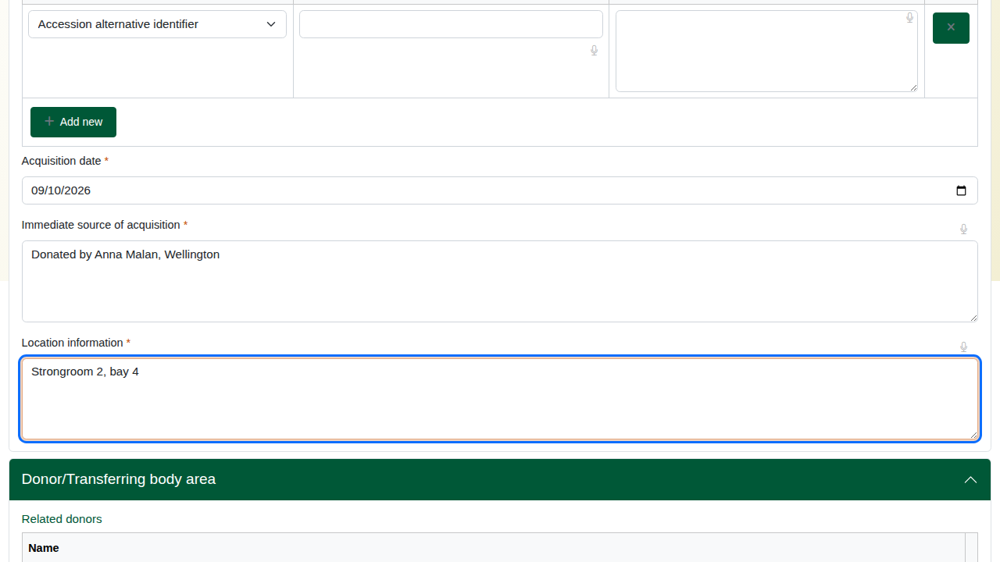 Accession alternative identifier
Add new
Acquisition date *
09/10/2026
Immediate source of acquisition *
Donated by Anna Malan, Wellington
Location information *
Strongroom 2, bay 4
Donor/Transferring body area
Related donors
Name